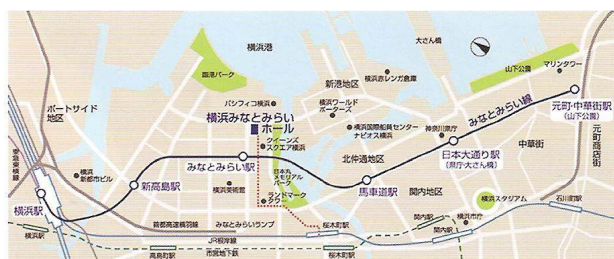 横浜港
大さん橋
山下公園
マリンタワー
臨港パーク
新港地区
横浜赤レンガ倉庫
中華街
元町・中華街駅
(山下公園)
元町商店街
ポートサイド
地区
パシフィコ横浜
横浜ワールド
ポーターズ
みなとみらい線
横浜みなとみらい
ホール
クイーンズ
スクエア横浜
横浜国際船員センター
ナビオス横浜
神奈川県庁
北仲通地区
日本大通り駅
(県庁・大さん橋)
横浜
新都市ビル
みなとみらい駅
日本丸
メモリアル
パーク
新高島駅
横浜美術館
ランドマーク
タワー
馬車道駅
関内地区
横浜スタジアム
横浜駅
首都高速横羽線
みなとみらいランプ
桜木町駅
関内駅
横浜市庁
石川町駅
横浜駅
JR根岸線
関内駅
高島町駅
市営地下鉄
桜木町駅